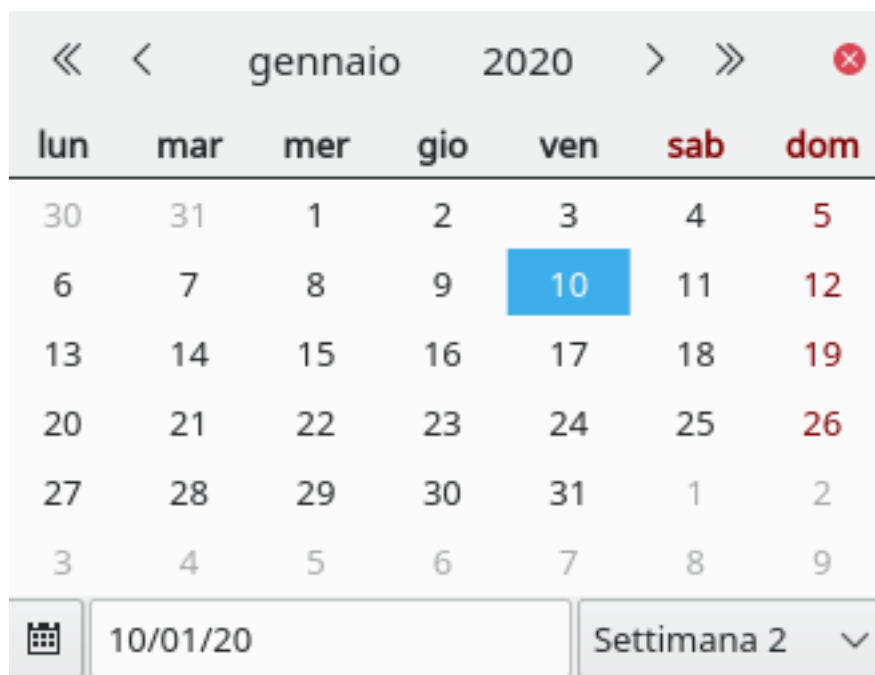 gennaio 2020
lun mar mer gio ven sab dom
30 31 1 2 3 4 5
6 7 8 9 10 11 12
13 14 15 16 17 18 19
20 21 22 23 24 25 26
27 28 29 30 31 1 2
3 4 5 6 7 8 9
10/01/20 Settimana 2